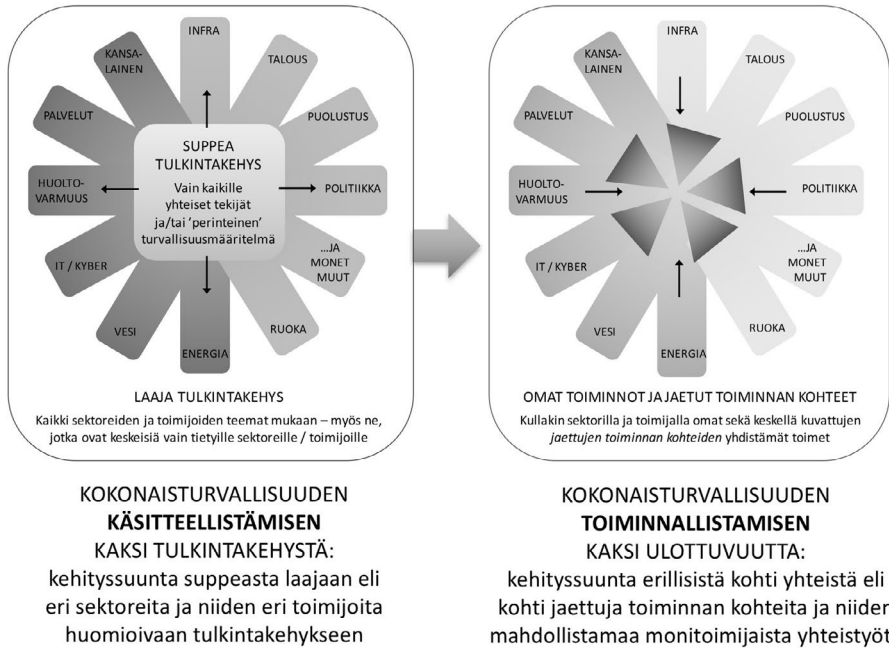 INFRA
KANSA-
LAINEN
TALOUS
PALVELUT
PUOLUSTUS
SUPPEA
TULKINTAKEHYS
Vain kaikille
yhteiset tekijät
ja/tai 'perinteinen'
turvallisuusmääritelmä
HUOLTO-
VARMUUS
POLITIIKKA
IT / KYBER
...JA
MONET
MUUT
VESI
RUOKA
ENERGIA
LAAJA TULKINTAKEHYS
Kaikki sektoreiden ja toimijoiden teemat mukaan – myös ne,
jotka ovat keskeisiä vain tietyille sektoreille / toimijoille
KOKONAISTURVALLISUUDEN
KÄSITTEELLISTÄMISEN
KAKSI TULKINTAKEHYSTÄ:
kehityssuunta suppeasta laajaan eli
eri sektoreita ja niiden eri toimijoita
huomioivaan tulkintakehykseen
INFRA
KANSA-
LAINEN
TALOUS
PALVELUT
PUOLUSTUS
HUOLTO-
VARMUUS
POLITIIKKA
IT / KYBER
...JA
MONET
MUUT
VESI
RUOKA
ENERGIA
OMAT TOIMINNOT JA JAETUT TOIMINNAN KOHTEET
Kullakin sektorilla ja toimijalla omat sekä keskellä kuvattujen
jaettujen toiminnan kohteiden yhdistämät toimet
KOKONAISTURVALLISUUDEN
TOIMINNALLISTAMISEN
KAKSI ULOTTUVUUTTA:
kehityssuunta erillisistä kohti yhteistä eli
kohti jaettuja toiminnan kohteita ja niiden
mahdollistamaa monitoimijaista yhteistyöt